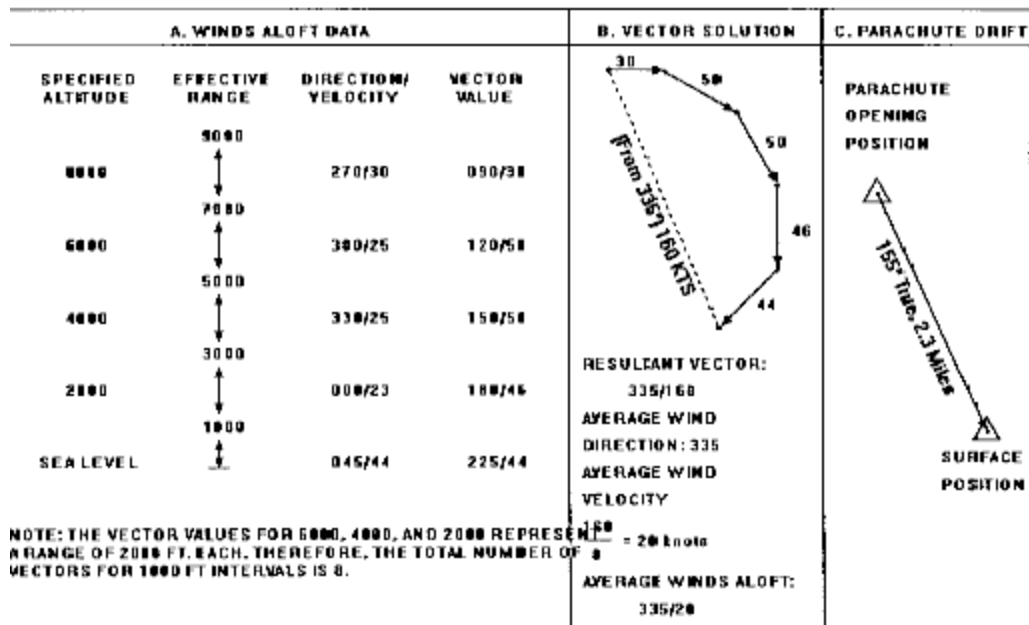 A. WINDS ALOFT DATA
SPECIFIED ALTITUDE EFFECTIVE RANGE DIRECTION/ VELOCITY VECTOR VALUE
9000
8000 270/30 090/30
7000
6000 300/25 120/50
5000
4000 330/25 150/50
3000
2000 000/23 180/46
1000
SEA LEVEL 045/44 225/44
NOTE: THE VECTOR VALUES FOR 6000, 4000, AND 2000 REPRESENT
A RANGE OF 2000 FT. EACH. THEREFORE, THE TOTAL NUMBER OF
VECTORS FOR 1000 FT INTERVALS IS 8.
B. VECTOR SOLUTION
30
50
50
46
44
(From 335°) 160 KTS
RESULTANT VECTOR:
335/160
AVERAGE WIND
DIRECTION: 335
AVERAGE WIND
VELOCITY
160
8
= 20 knots
AVERAGE WINDS ALOFT:
335/20
C. PARACHUTE DRIFT
PARACHUTE
OPENING
POSITION
155° True, 2.3 Miles
SURFACE
POSITION